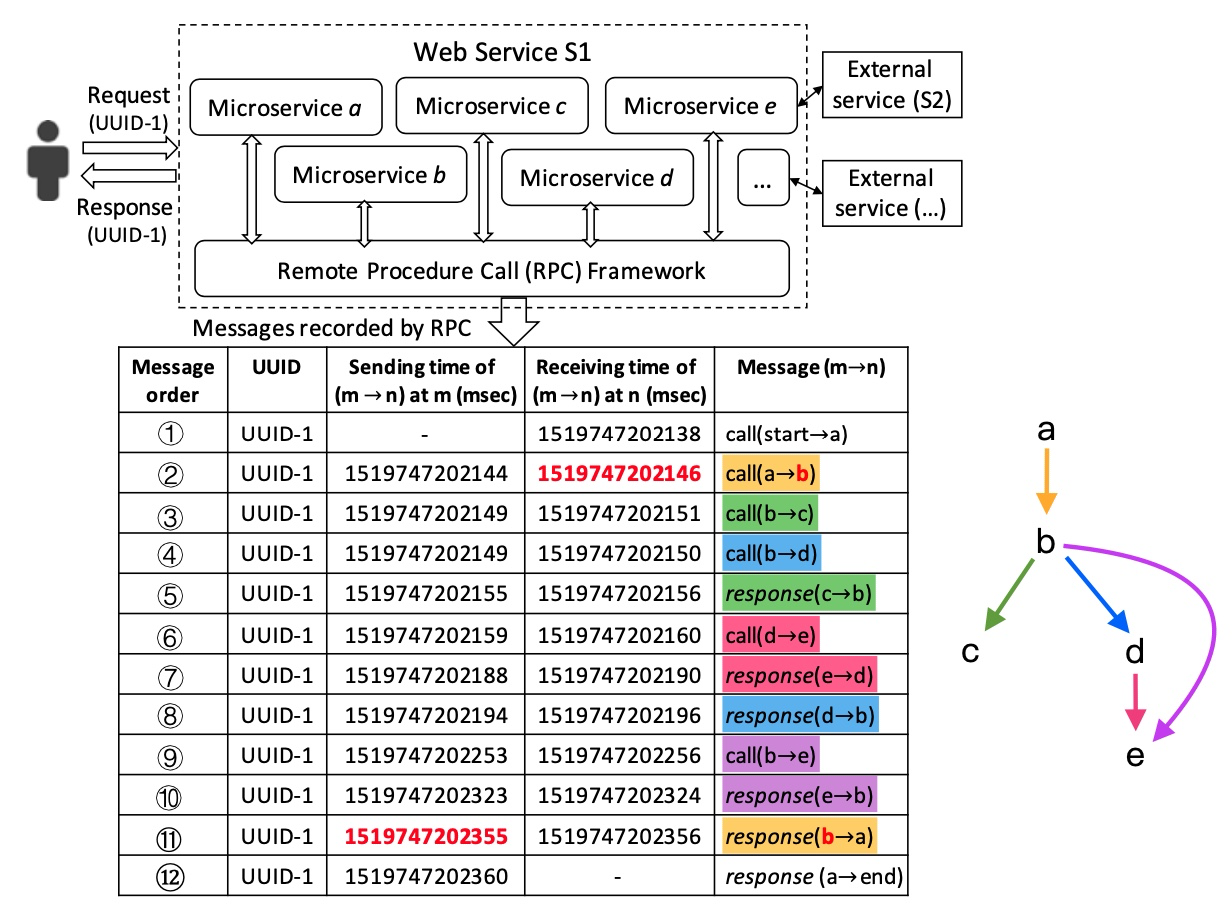 Web Service S1
Request
(UUID-1)
Response
(UUID-1)
Microservice a
Microservice c
Microservice e
Microservice b
Microservice d
...
External
service (S2)
External
service (...)
Remote Procedure Call (RPC) Framework
Messages recorded by RPC
Message order UUID Sending time of (m → n) at m (msec) Receiving time of (m → n) at n (msec) Message (m→n)
① UUID-1 - 1519747202138 call(start→a)
② UUID-1 1519747202144 1519747202146 call(a→b)
③ UUID-1 1519747202149 1519747202151 call(b→c)
④ UUID-1 1519747202149 1519747202150 call(b→d)
⑤ UUID-1 1519747202155 1519747202156 response(c→b)
⑥ UUID-1 1519747202159 1519747202160 call(d→e)
⑦ UUID-1 1519747202188 1519747202190 response(e→d)
⑧ UUID-1 1519747202194 1519747202196 response(d→b)
⑨ UUID-1 1519747202253 1519747202256 call(b→e)
⑩ UUID-1 1519747202323 1519747202324 response(e→b)
⑪ UUID-1 1519747202355 1519747202356 response(b→a)
⑫ UUID-1 1519747202360 - response (a→end)
a
b
c
d
e